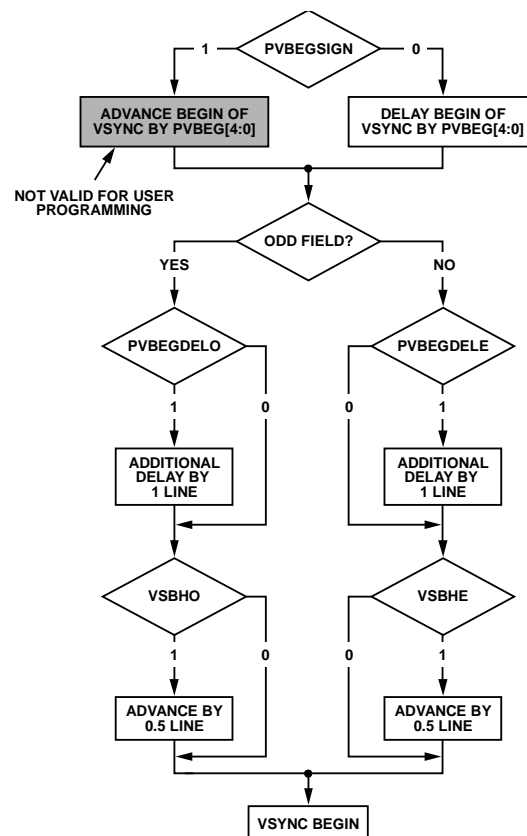 PVBEGSIGN
1
0
ADVANCE BEGIN OF
VSYNC BY PVBEG[4:0]
DELAY BEGIN OF
VSYNC BY PVBEG[4:0]
NOT VALID FOR USER
PROGRAMMING
ODD FIELD?
YES
NO
PVBEGDELO
PVBEGDELE
1
0
0
1
ADDITIONAL
DELAY BY
1 LINE
ADDITIONAL
DELAY BY
1 LINE
VSBHO
VSBHE
1
0
0
1
ADVANCE BY
0.5 LINE
ADVANCE BY
0.5 LINE
VSYNC BEGIN